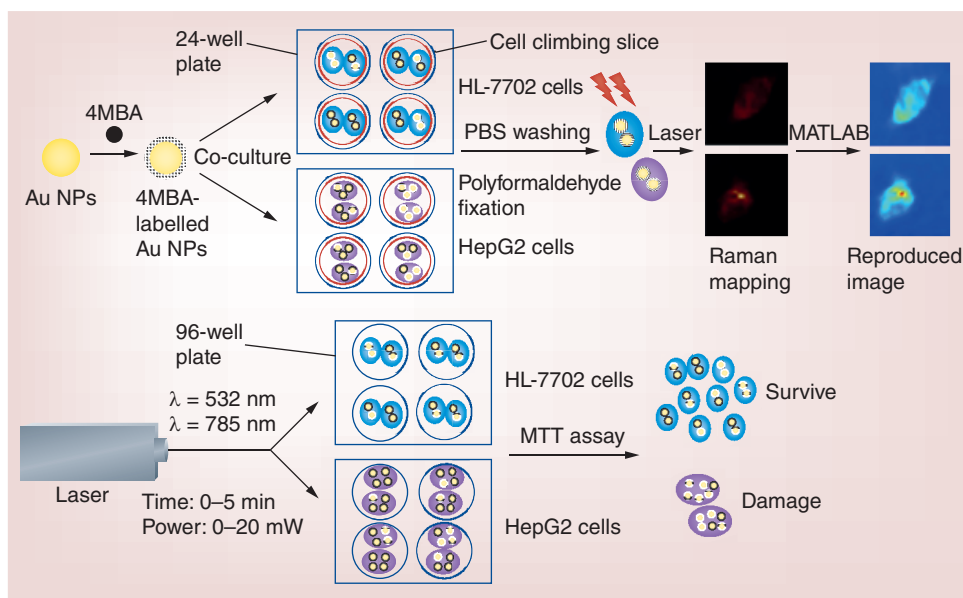 24-well
plate
Cell climbing slice
4MBA
HL-7702 cells
Co-culture
PBS washing
Laser
MATLAB
Au NPs
4MBA-
labelled
Au NPs
Polyformaldehyde
fixation
HepG2 cells
Raman
mapping
Reproduced
image
96-well
plate
λ = 532 nm
λ = 785 nm
HL-7702 cells
Survive
MTT assay
Laser
Time: 0–5 min
Power: 0–20 mW
HepG2 cells
Damage